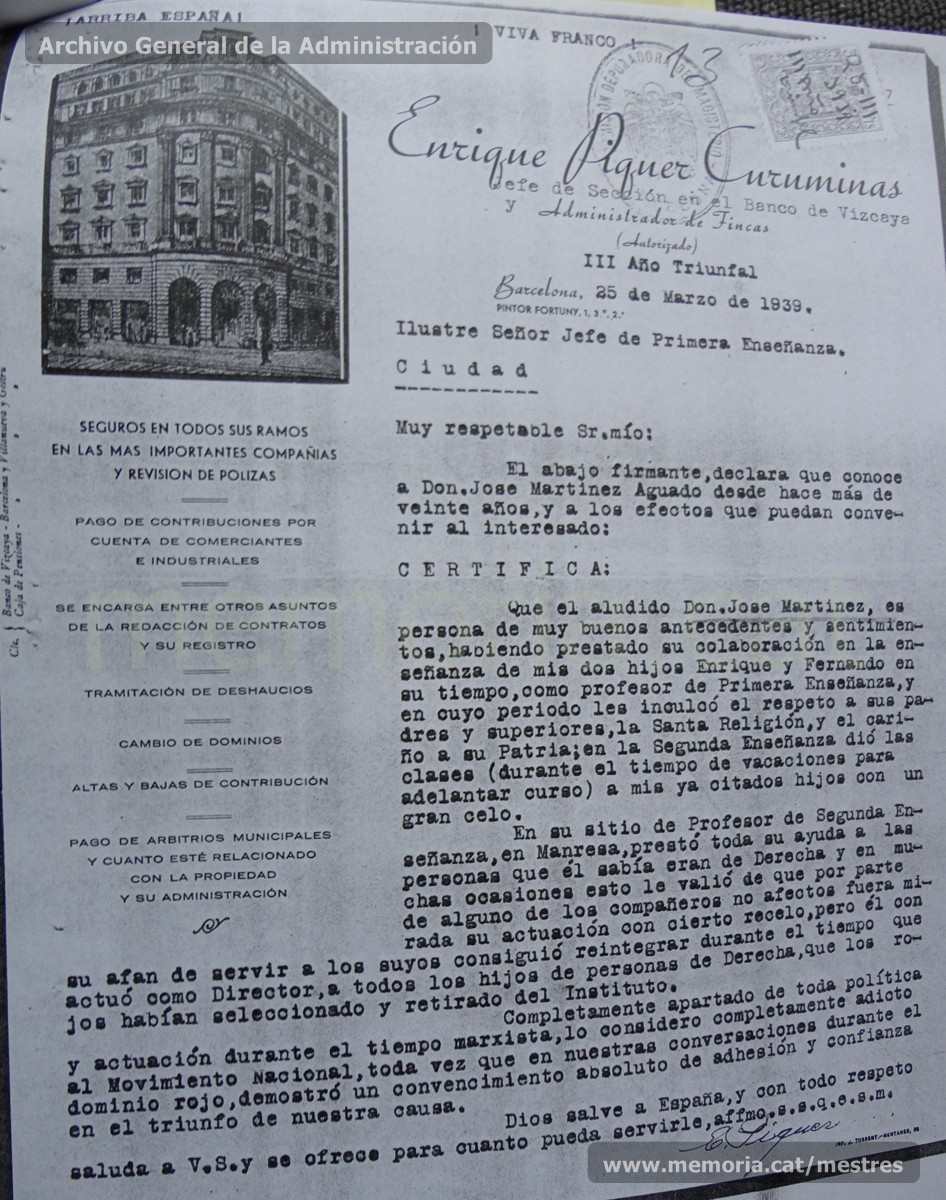 ¡ARRIBA ESPAÑA!
¡ VIVA FRANCO !
Archivo General de la Administración
13
Enrique Piquer Curuminas
Jefe de Sección en el Banco de Vizcaya
y Administrador de Fincas
(Autorizado)
III Año Triunfal
Barcelona, 25 de Marzo de 1939.
PINTOR FORTUNY, 1, 3.º, 2.ª
Ilustre Señor Jefe de Primera Enseñanza.
C i u d a d
Muy respetable Sr.mío:
El abajo firmante,declara que conoce
a Don.Jose Martinez Aguado desde hace más de
veinte años,y a los efectos que puedan conve-
nir al interesado:
C E R T I F I C A:
Que el aludido Don.Jose Martinez, es
persona de muy buenos antecedentes y sentimien-
tos,habiendo prestado su colaboración en la en-
señanza de mis dos hijos Enrique y Fernando en
su tiempo,como profesor de Primera Enseñanza,y
en cuyo periodo les inculcó el respeto a sus pa-
dres y superiores,la Santa Religión,y el cari-
ño a su Patria;en la Segunda Enseñanza dió las
clases (durante el tiempo de vacaciones para
adelantar curso) a mis ya citados hijos con un
gran celo.
En su sitio de Profesor de Segunda En-
señanza,en Manresa,prestó toda su ayuda a las
personas que él sabía eran de Derecha y en mu-
chas ocasiones esto le valió de que por parte
de alguno de los compañeros no afectos fuera mi-
rada su actuación con cierto recelo,pero él con
su afan de servir a los suyos consiguió reintegrar durante el tiempo que
actuó como Director,a todos los hijos de personas de Derecha,que los ro-
jos habían seleccionado y retirado del Instituto.
Completamente apartado de toda política
y actuación durante el tiempo marxista,lo considero completamente adicto
al Movimiento Nacional,toda vez que en nuestras conversaciones durante el
dominio rojo,demostró un convencimiento absoluto de adhesión y confianza
en el triunfo de nuestra causa.
Dios salve a España,y con todo respeto
saluda a V.S.y se ofrece para cuanto pueda servirle,affmo.s.s.q.e.s.m.
E. Piquer
SEGUROS EN TODOS SUS RAMOS
EN LAS MAS IMPORTANTES COMPAÑIAS
Y REVISION DE POLIZAS
PAGO DE CONTRIBUCIONES POR
CUENTA DE COMERCIANTES
E INDUSTRIALES
SE ENCARGA ENTRE OTROS ASUNTOS
DE LA REDACCIÓN DE CONTRATOS
Y SU REGISTRO
TRAMITACIÓN DE DESHAUCIOS
CAMBIO DE DOMINIOS
ALTAS Y BAJAS DE CONTRIBUCIÓN
PAGO DE ARBITRIOS MUNICIPALES
Y CUANTO ESTÉ RELACIONADO
CON LA PROPIEDAD
Y SU ADMINISTRACIÓN
Banco de Vizcaya - Barcelona y Villanueva y Geltrú
Caja de Pensiones - " " "
www.memoria.cat/mestres